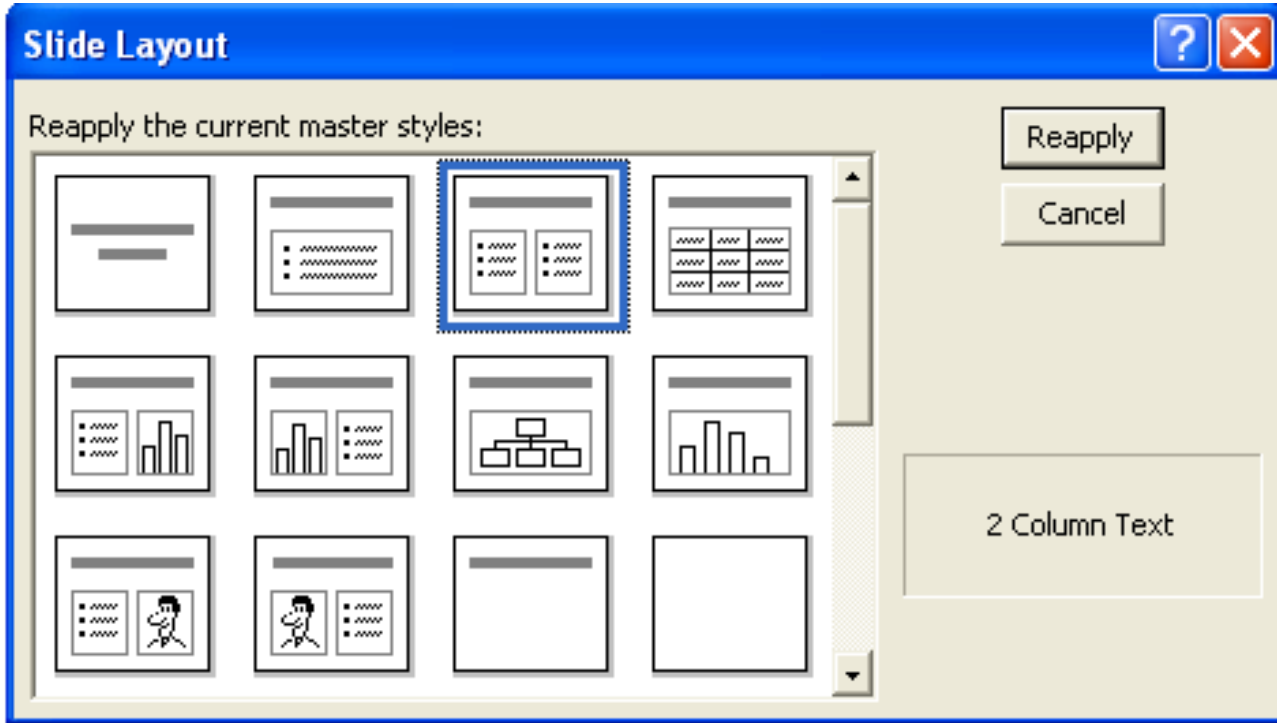 Slide Layout
Reapply the current master styles:
Reapply
Cancel
2 Column Text